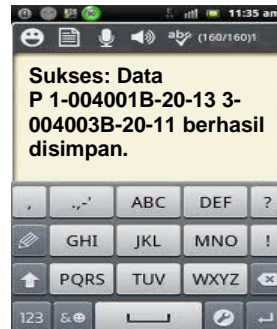 11:35 am
(160/160)1
Sukses: Data
P 1-004001B-20-13 3-
004003B-20-11 berhasil
disimpan.
, .,-' ABC DEF ?
GHI JKL MNO !
PQRS TUV WXYZ
123 &